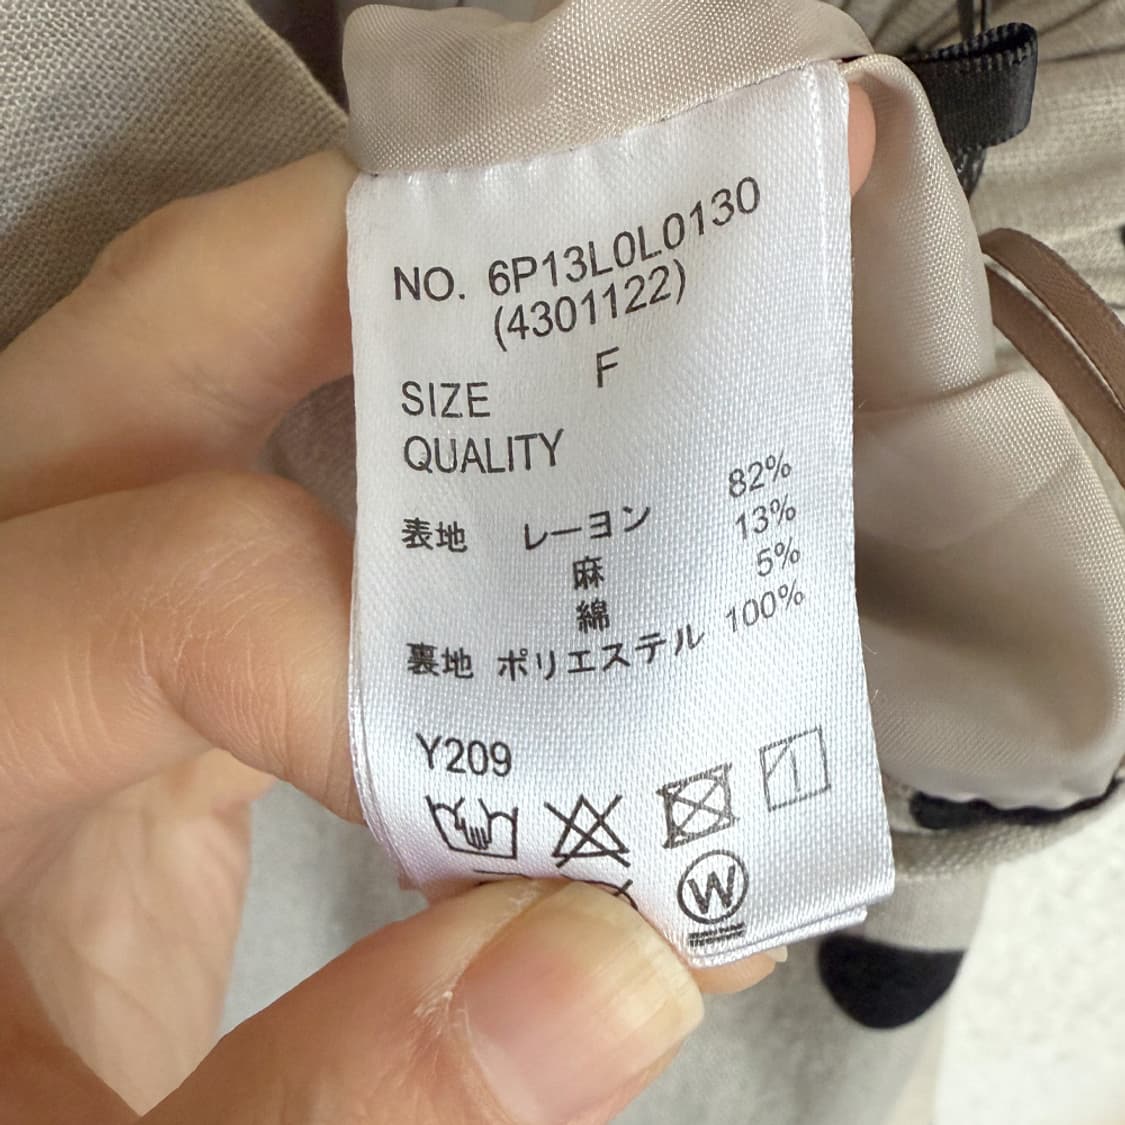 NO. 6P13L0L0130
(4301122)
SIZE F
QUALITY
表地 レーヨン 82%
麻 13%
綿 5%
裏地 ポリエステル 100%
Y209
W